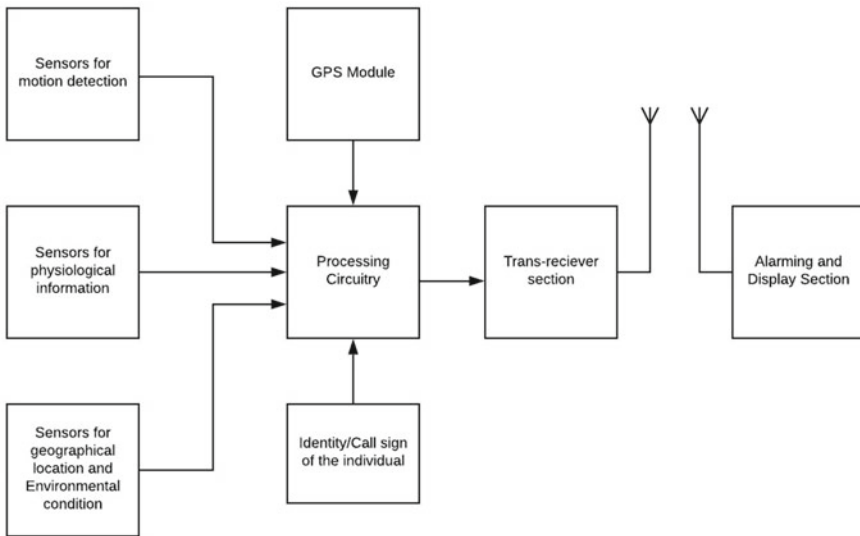 Sensors for
motion detection
GPS Module
Sensors for
physiological
information
Processing
Circuitry
Trans-reciever
section
Alarming and
Display Section
Sensors for
geographical
location and
Environmental
condition
Identity/Call sign
of the individual